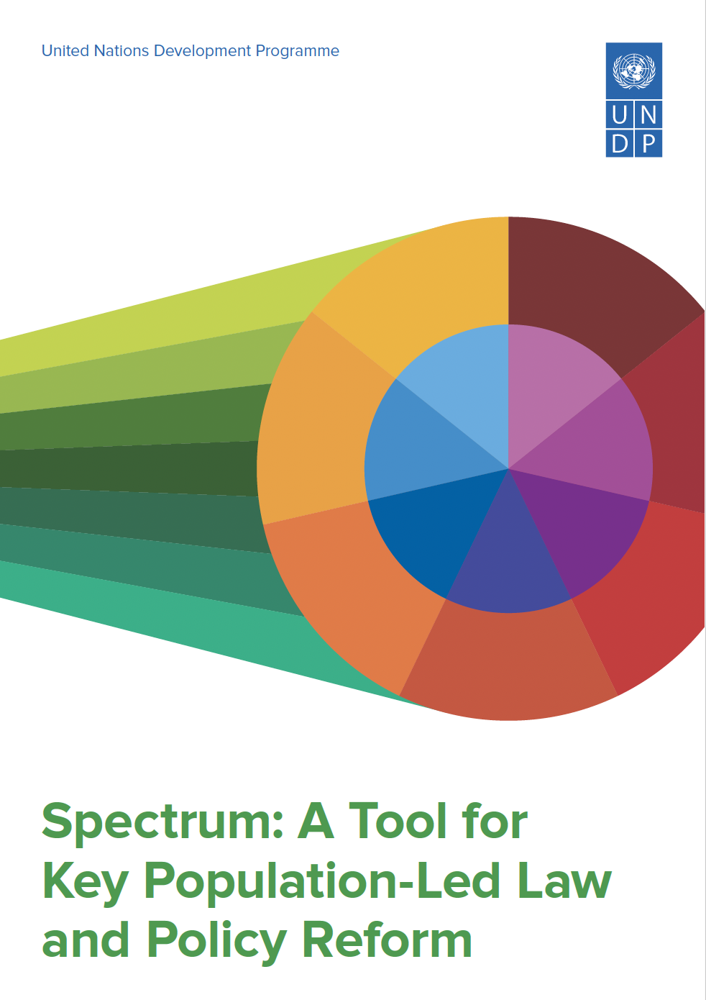 United Nations Development Programme
U N
D P
Spectrum: A Tool for
Key Population-Led Law
and Policy Reform